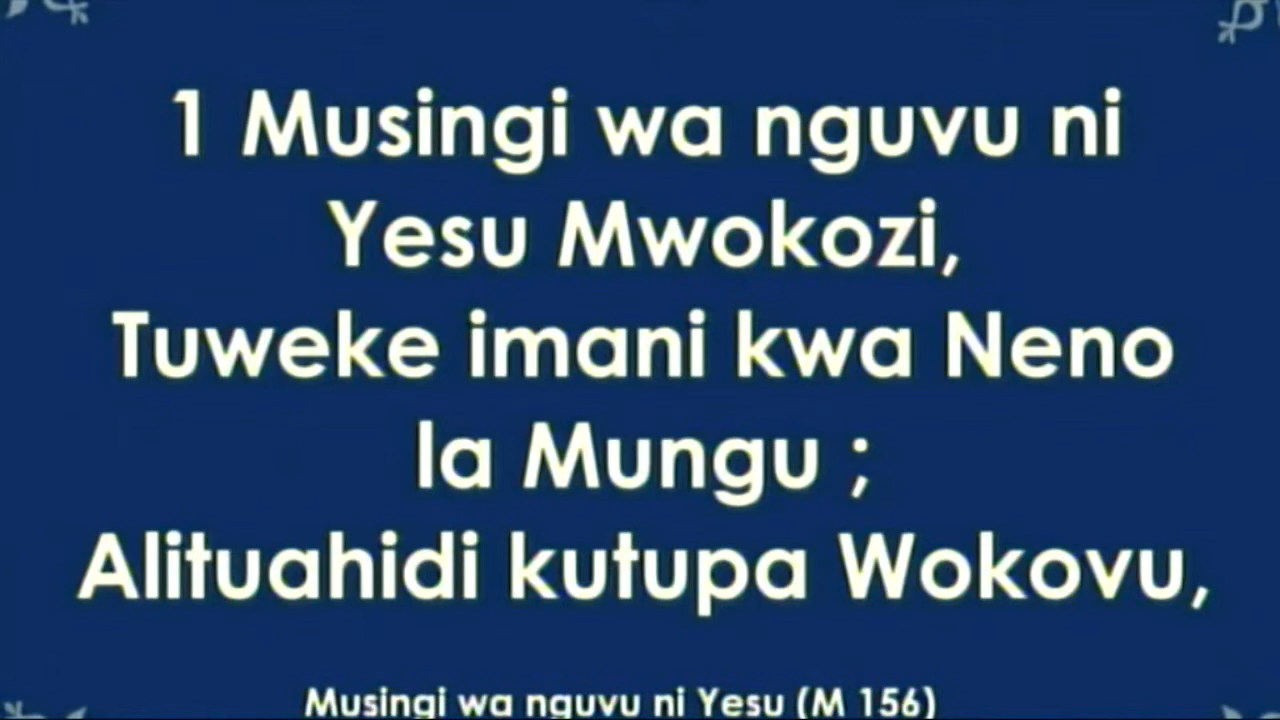 1 Musingi wa nguvu ni
Yesu Mwokozi,
Tuweke imani kwa Neno
la Mungu ;
Alituahidi kutupa Wokovu,
Musingi wa nguvu ni Yesu (M 156)